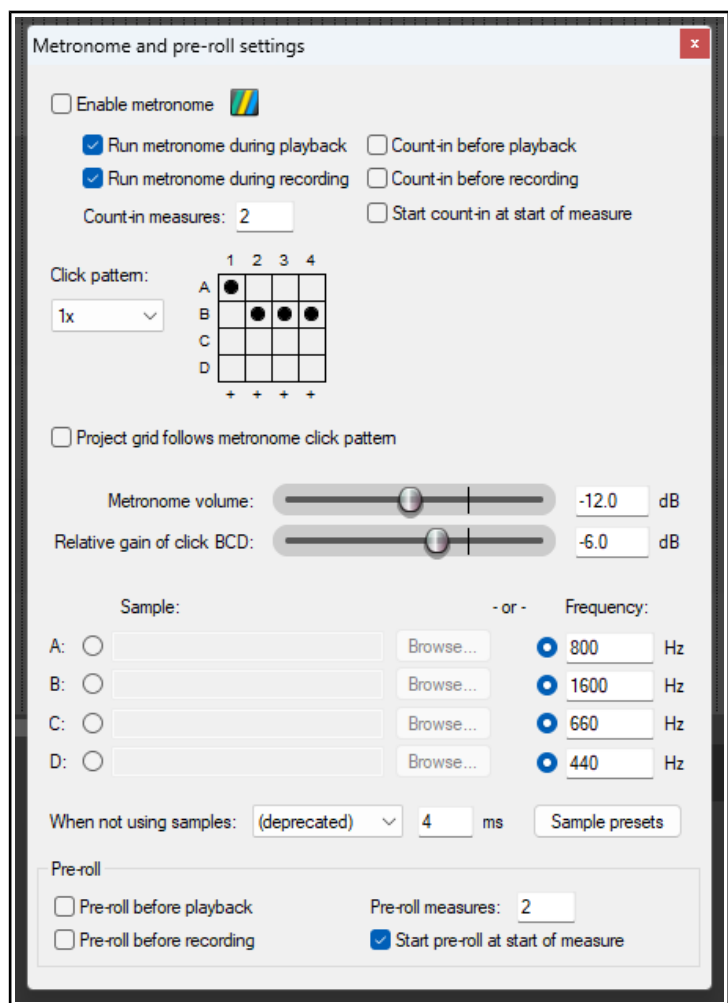 Metronome and pre-roll settings
x
Enable metronome
Run metronome during playback Count-in before playback
Run metronome during recording Count-in before recording
Count-in measures: 2 Start count-in at start of measure
1 2 3 4
Click pattern:
A
1x B
C
D
+ + + +
Project grid follows metronome click pattern
Metronome volume: -12.0 dB
Relative gain of click BCD: -6.0 dB
Sample: - or - Frequency:
A: Browse... 800 Hz
B: Browse... 1600 Hz
C: Browse... 660 Hz
D: Browse... 440 Hz
When not using samples: (deprecated) 4 ms Sample presets
Pre-roll
Pre-roll before playback Pre-roll measures: 2
Pre-roll before recording Start pre-roll at start of measure